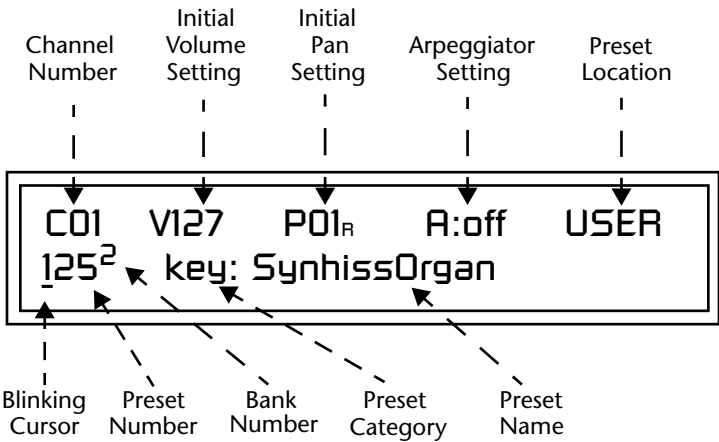 Channel Number
Initial Volume Setting
Initial Pan Setting
Arpeggiator Setting
Preset Location
C01 V127 P01R A:off USER
125² key: SynhissOrgan
Blinking Cursor
Preset Number
Bank Number
Preset Category
Preset Name